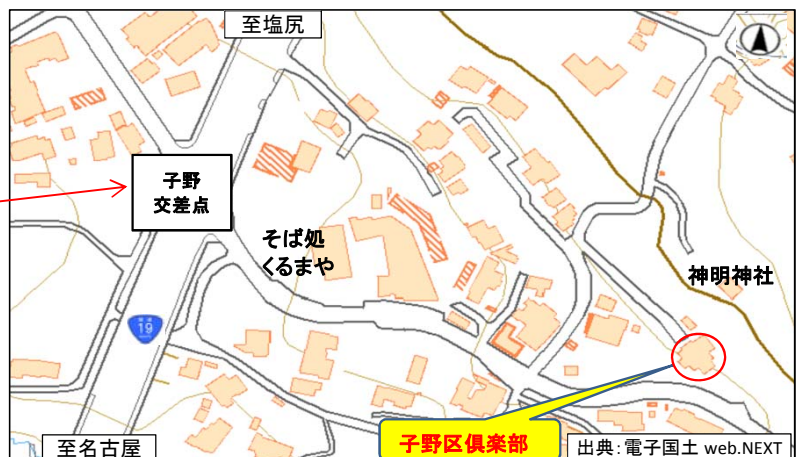 至塩尻
子野
交差点
そば処
くるまや
神明神社
19
子野区倶楽部
至名古屋
出典：電子国土 web.NEXT